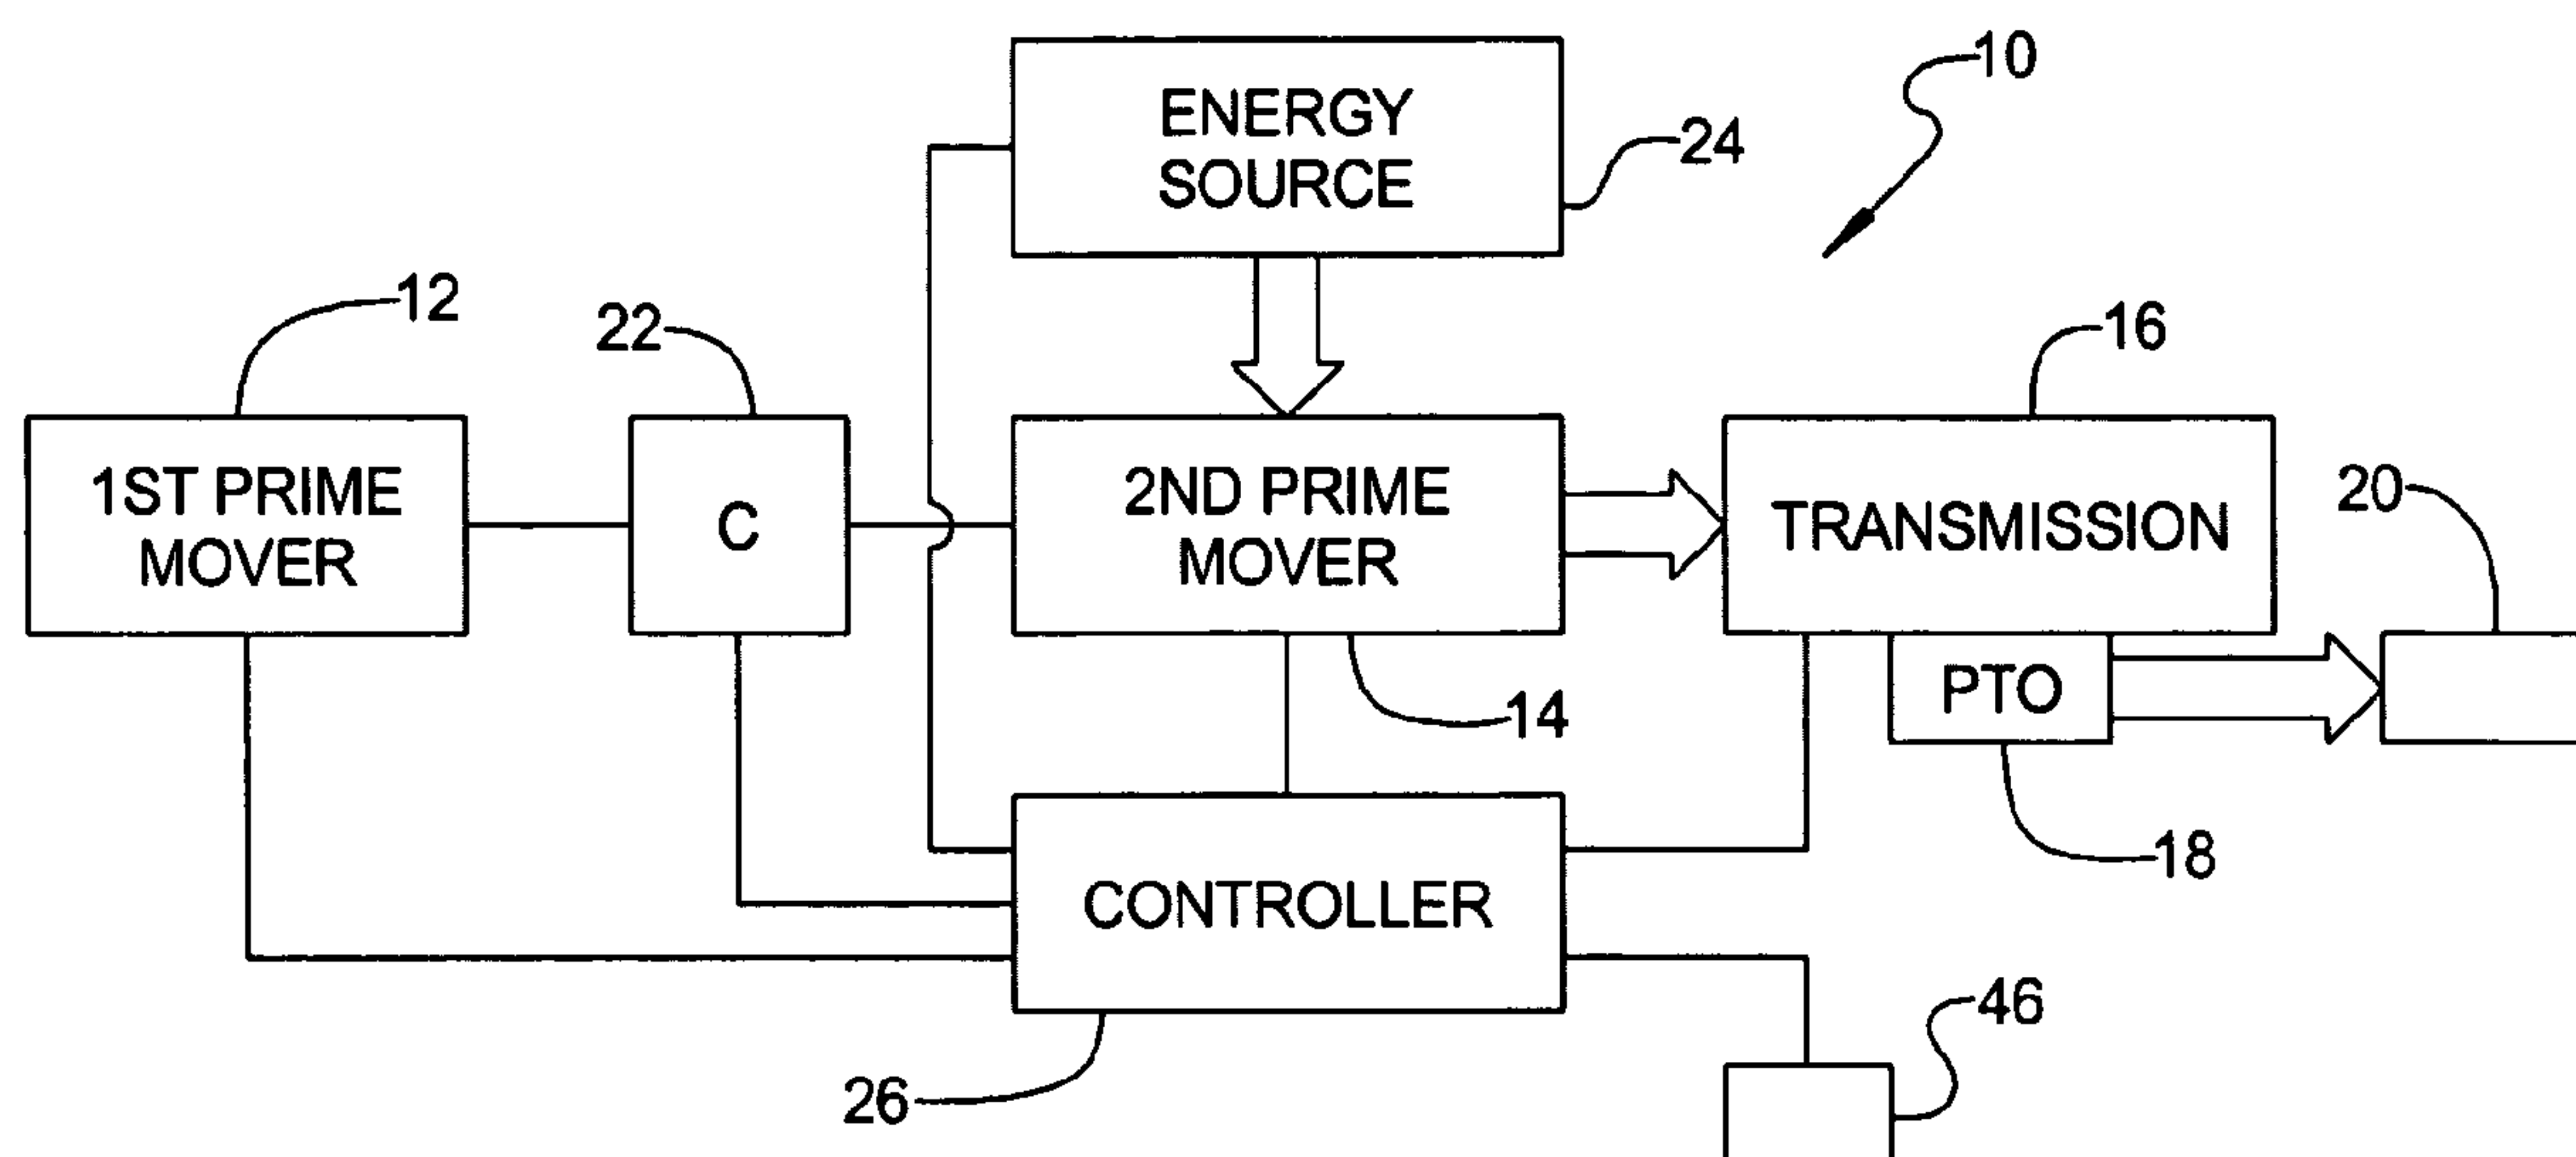 10
ENERGY
SOURCE
24
12
22
16
1ST PRIME
MOVER
C
2ND PRIME
MOVER
TRANSMISSION
20
PTO
14
18
CONTROLLER
46
26